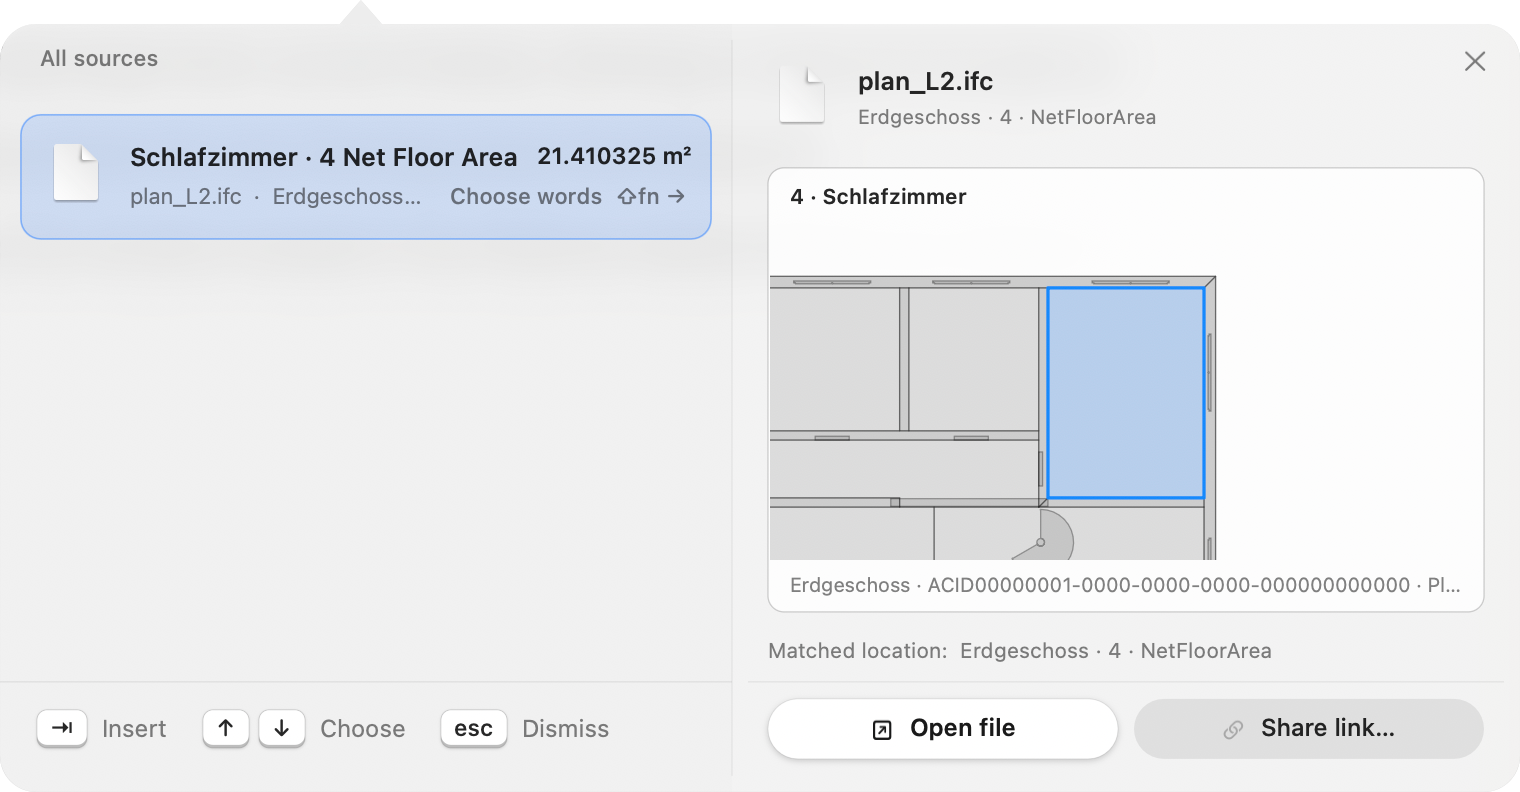 All sources
Schlafzimmer · 4 Net Floor Area 21.410325 m²
plan_L2.ifc · Erdgeschoss... Choose words ⇧fn →
Insert ↑ ↓ Choose esc Dismiss
plan_L2.ifc
Erdgeschoss · 4 · NetFloorArea
4 · Schlafzimmer
Erdgeschoss · ACID00000001-0000-0000-0000-000000000000 · Pl...
Matched location: Erdgeschoss · 4 · NetFloorArea
Open file
Share link...